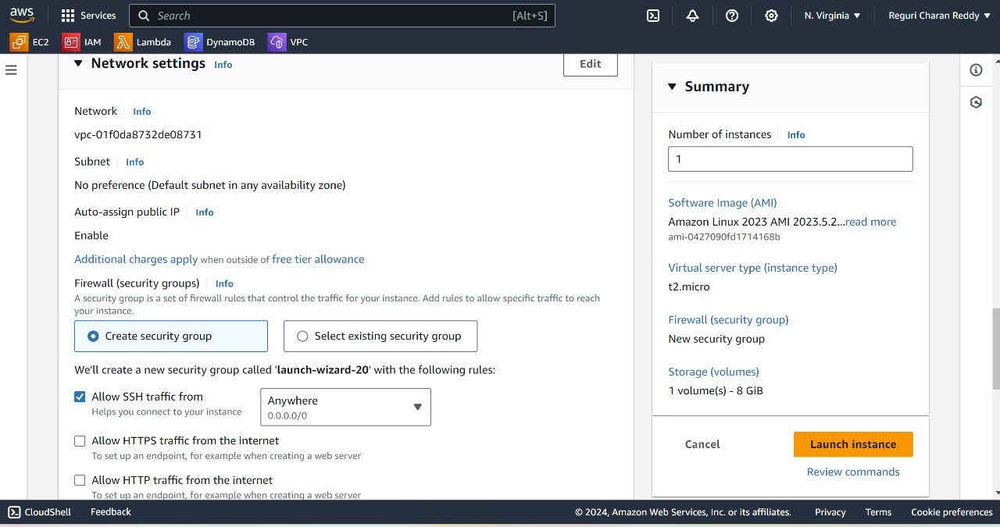 aws Services Search [Alt+S] N. Virginia Reguri Charan Reddy
EC2 IAM Lambda DynamoDB VPC
Network settings Info Edit
Network Info
vpc-01f0da8732de08731
Subnet Info
No preference (Default subnet in any availability zone)
Auto-assign public IP Info
Enable
Additional charges apply when outside of free tier allowance
Firewall (security groups) Info
A security group is a set of firewall rules that control the traffic for your instance. Add rules to allow specific traffic to reach
your instance.
Create security group Select existing security group
We'll create a new security group called 'launch-wizard-20' with the following rules:
Allow SSH traffic from
Helps you connect to your instance
Anywhere
0.0.0.0/0
Allow HTTPS traffic from the internet
To set up an endpoint, for example when creating a web server
Allow HTTP traffic from the internet
To set up an endpoint, for example when creating a web server
Summary
Number of instances Info
1
Software Image (AMI)
Amazon Linux 2023 AMI 2023.5.2...read more
ami-0427090fd1714168b
Virtual server type (instance type)
t2.micro
Firewall (security group)
New security group
Storage (volumes)
1 volume(s) - 8 GiB
Cancel Launch instance
Review commands
CloudShell Feedback © 2024, Amazon Web Services, Inc. or its affiliates. Privacy Terms Cookie preferences